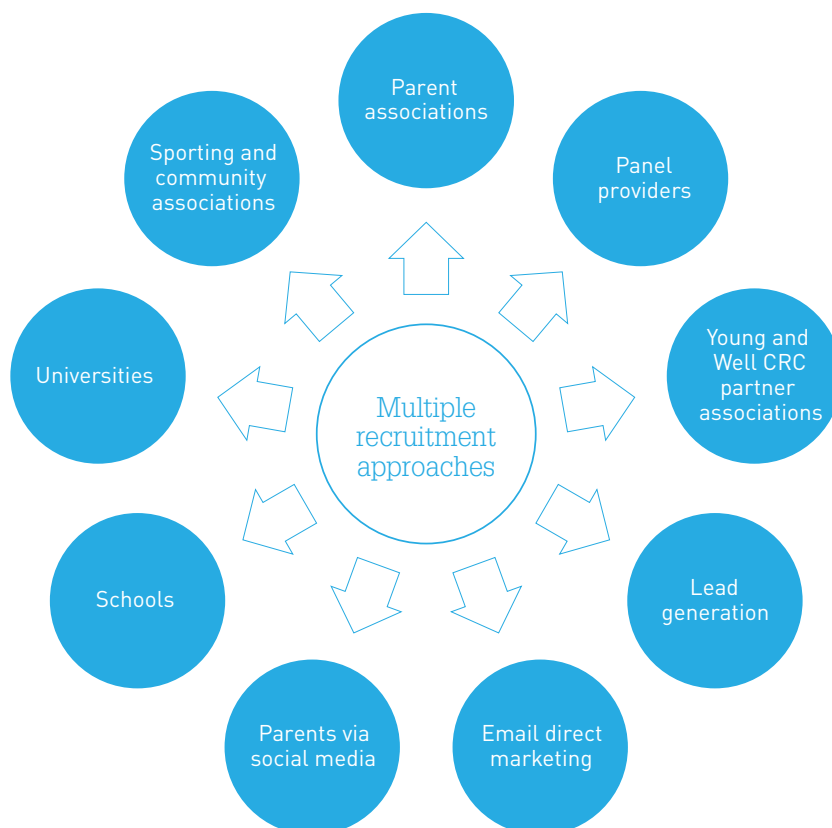 Parent
associations
Panel
providers
Young and
Well CRC
partner
associations
Lead
generation
Email direct
marketing
Parents via
social media
Schools
Universities
Sporting and
community
associations
Multiple
recruitment
approaches